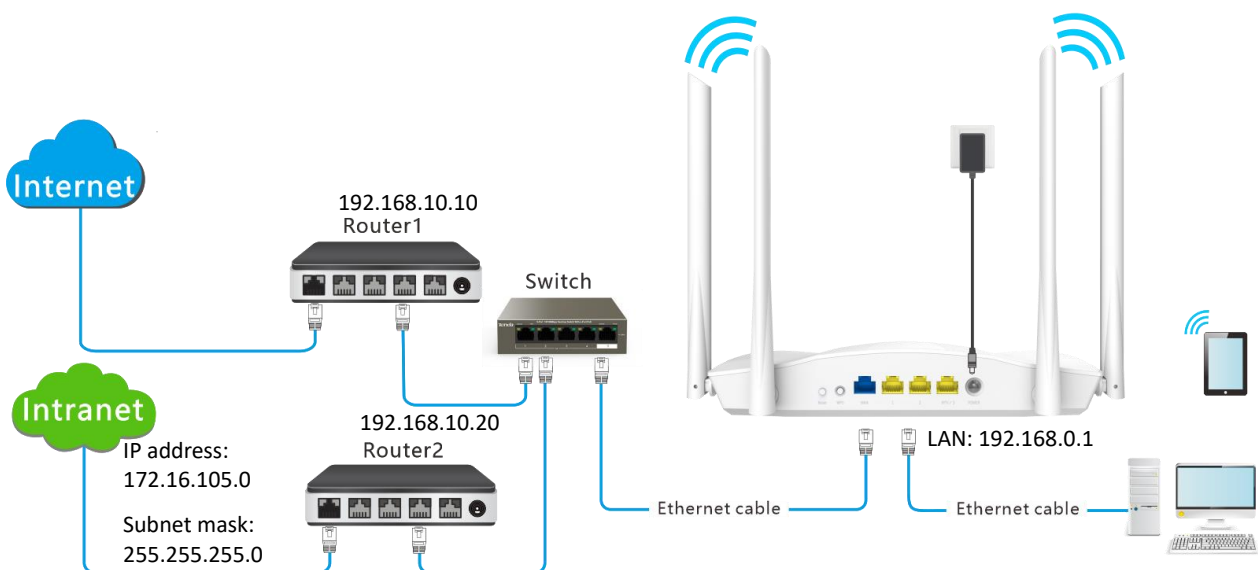 Internet
192.168.10.10
Router1
Switch
Tenda
Intranet
IP address:
172.16.105.0
Subnet mask:
255.255.255.0
192.168.10.20
Router2
LAN: 192.168.0.1
Ethernet cable
Ethernet cable